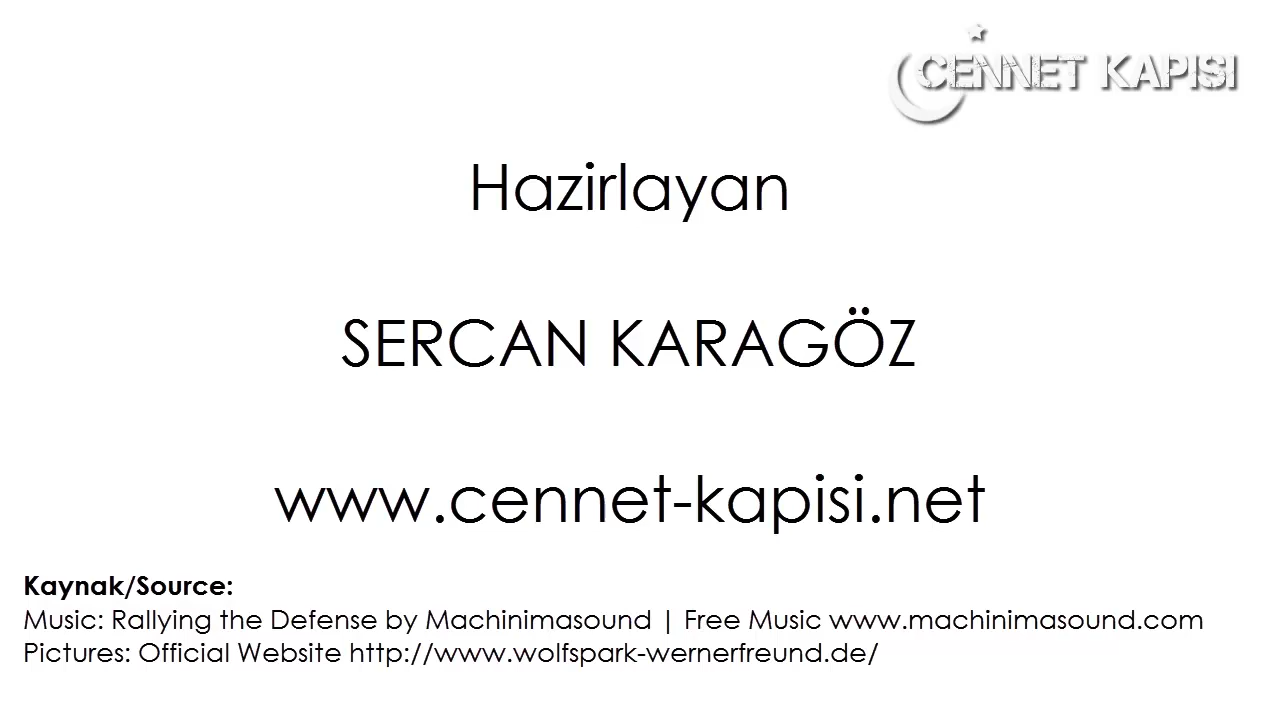 CENNET KAPISI
Hazirlayan
SERCAN KARAGÖZ
www.cennet-kapisi.net
Kaynak/Source:
Music: Rallying the Defense by Machinimasound | Free Music www.machinimasound.com
Pictures: Official Website http://www.wolfspark-wernerfreund.de/